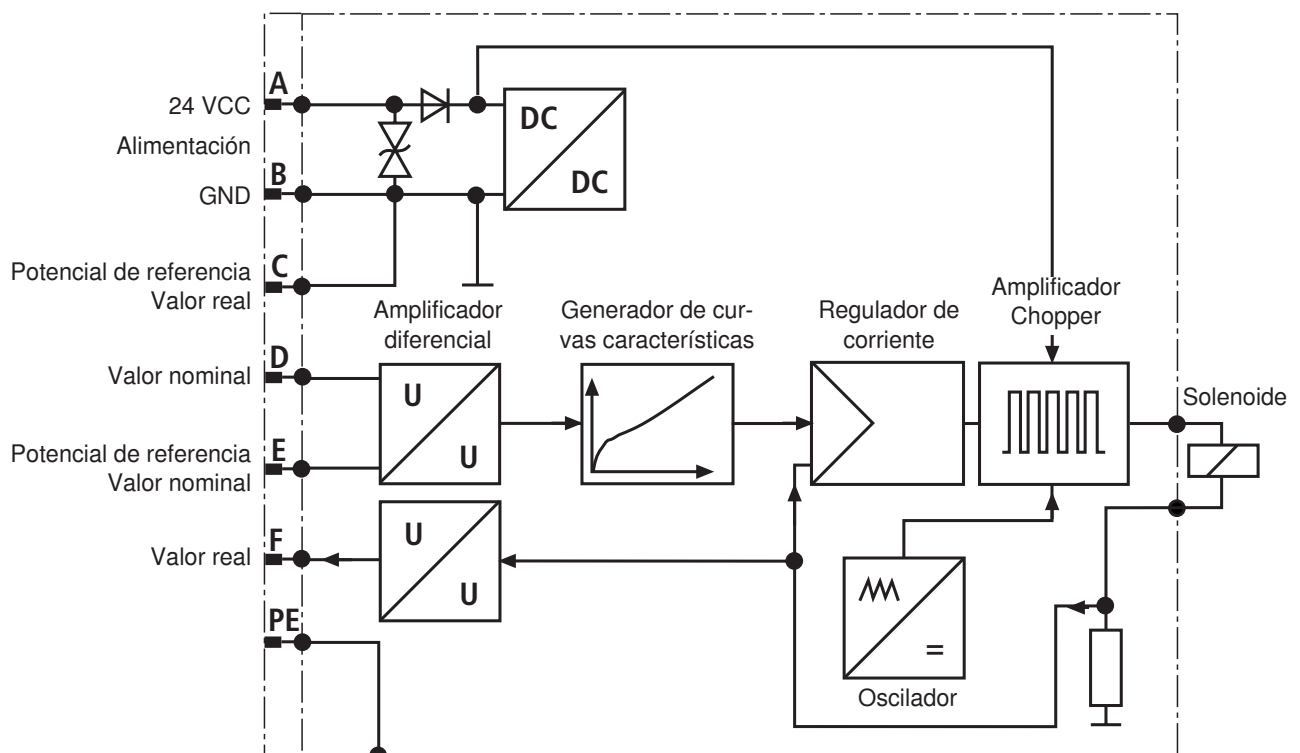 A
24 VCC
Alimentación
B
GND
DC
DC
Potencial de referencia
Valor real
C
Amplificador
diferencial
Generador de cur-
vas características
Regulador de
corriente
Amplificador
Chopper
D
Valor nominal
U
U
Solenoide
Potencial de referencia
Valor nominal
E
F
Valor real
U
U
PE
=
Oscilador